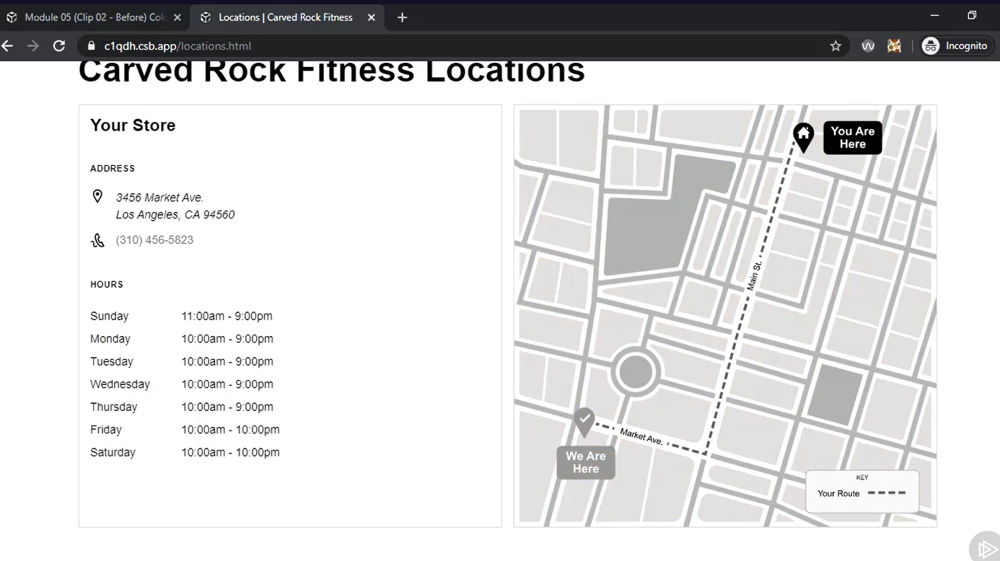 Module 05 (Clip 02 - Before) Colo
Locations | Carved Rock Fitness
c1qdh.csb.app/locations.html
Incognito
Carved Rock Fitness Locations
Your Store
ADDRESS
3456 Market Ave.
Los Angeles, CA 94560
(310) 456-5823
HOURS
Sunday 11:00am - 9:00pm
Monday 10:00am - 9:00pm
Tuesday 10:00am - 9:00pm
Wednesday 10:00am - 9:00pm
Thursday 10:00am - 9:00pm
Friday 10:00am - 10:00pm
Saturday 10:00am - 10:00pm
You Are
Here
Main St.
Market Ave.
We Are
Here
KEY
Your Route